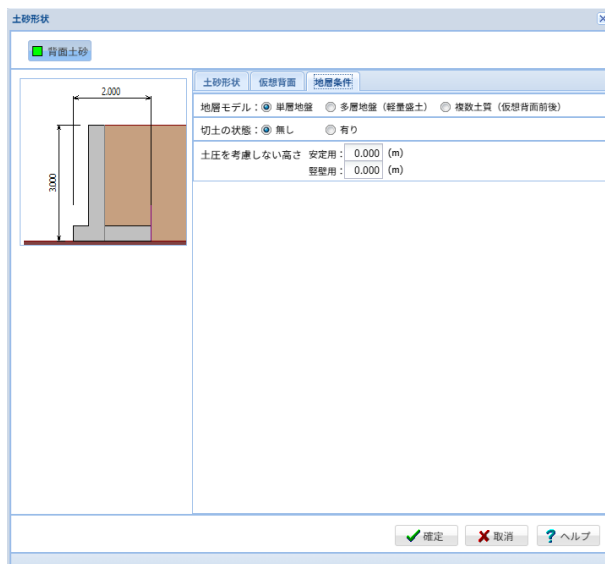 土砂形状
背面土砂
土砂形状 仮想背面 地層条件
2.000
3.000
地層モデル： 単層地盤 多層地盤（軽量盛土） 複数土質（仮想背面前後）
切土の状態： 無し 有り
土圧を考慮しない高さ 安定用： 0.000 (m)
竪壁用： 0.000 (m)
確定 取消 ? ヘルプ